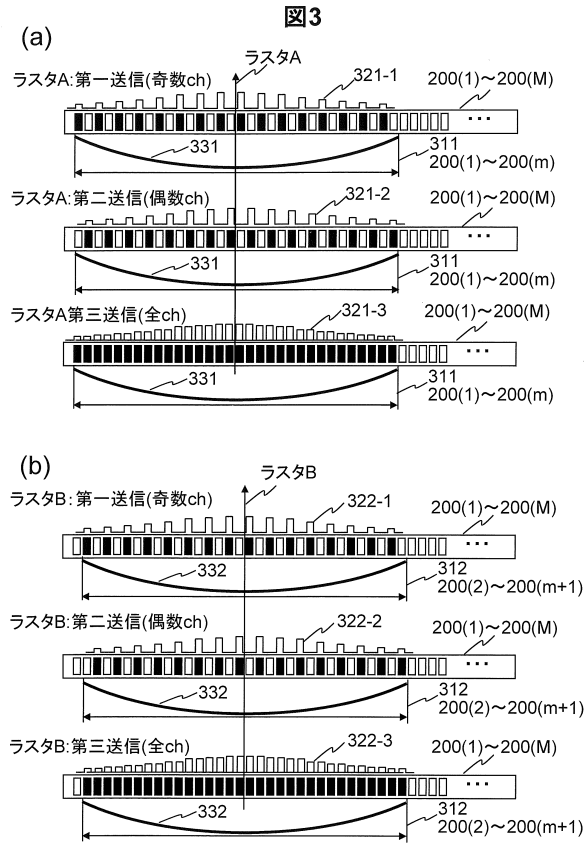 図3
(a)
ラスタA
ラスタA:第一送信(奇数ch)
321-1
200(1)～200(M)
･･･
331
311
200(1)～200(m)
ラスタA:第二送信(偶数ch)
321-2
200(1)～200(M)
･･･
331
311
200(1)～200(m)
ラスタA第三送信(全ch)
321-3
200(1)～200(M)
･･･
331
311
200(1)～200(m)
(b)
ラスタB
ラスタB:第一送信(奇数ch)
322-1
200(1)～200(M)
･･･
332
312
200(2)～200(m+1)
ラスタB:第二送信(偶数ch)
322-2
200(1)～200(M)
･･･
332
312
200(2)～200(m+1)
ラスタB:第三送信(全ch)
322-3
200(1)～200(M)
･･･
332
312
200(2)～200(m+1)